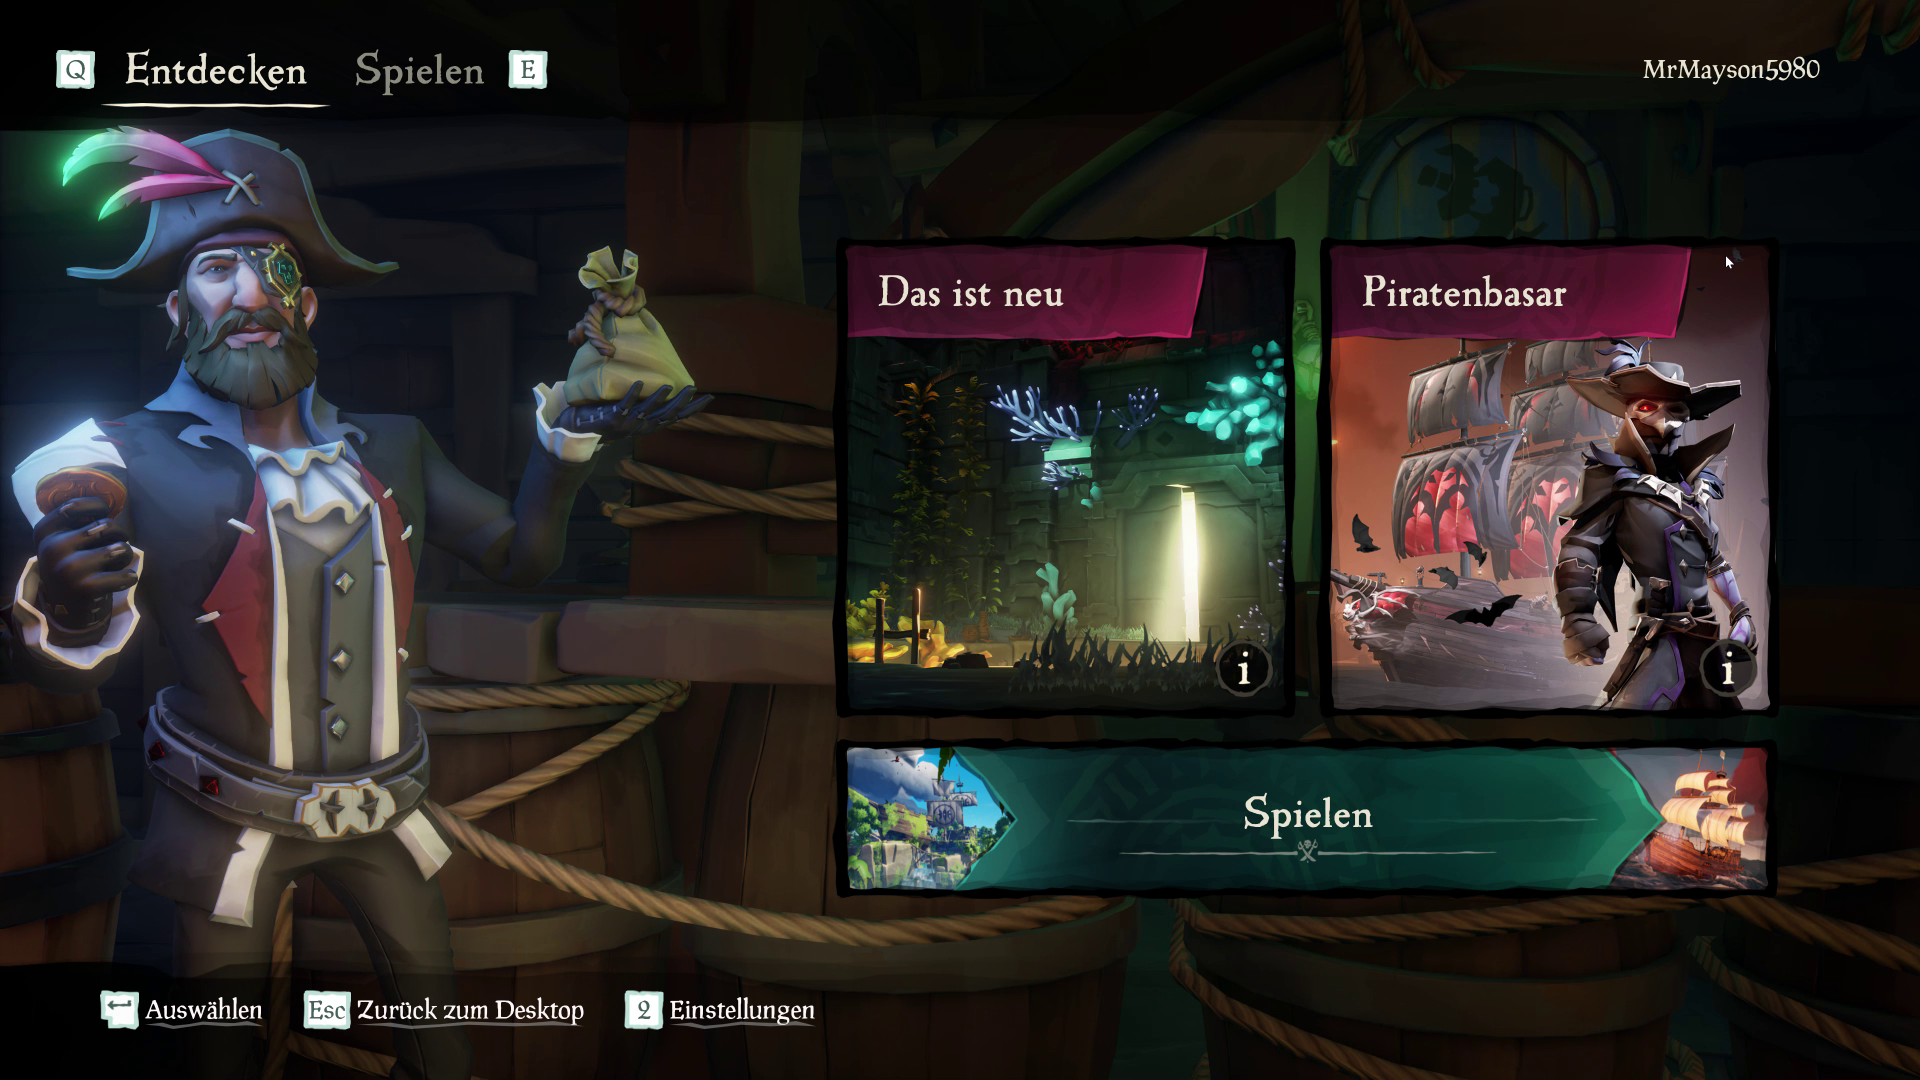 Q Entdecken Spielen E
MrMayson5980
Das ist neu
Piratenbasar
i
i
Spielen
Auswählen Esc Zurück zum Desktop 2 Einstellungen